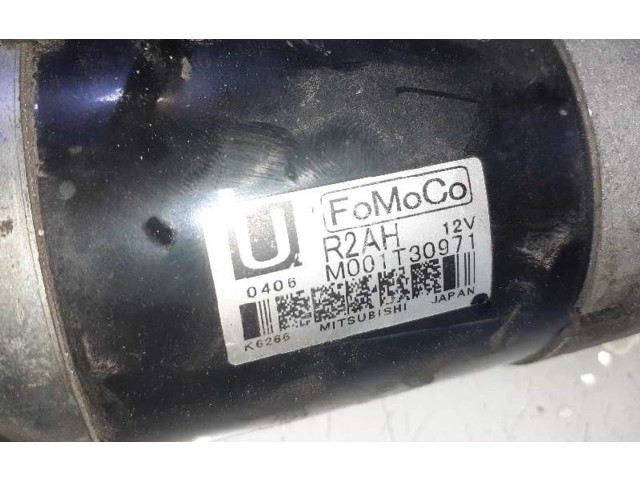 U FoMoCo
R2AH 12V
0406 M001T30971
K6266 MITSUBISHI JAPAN